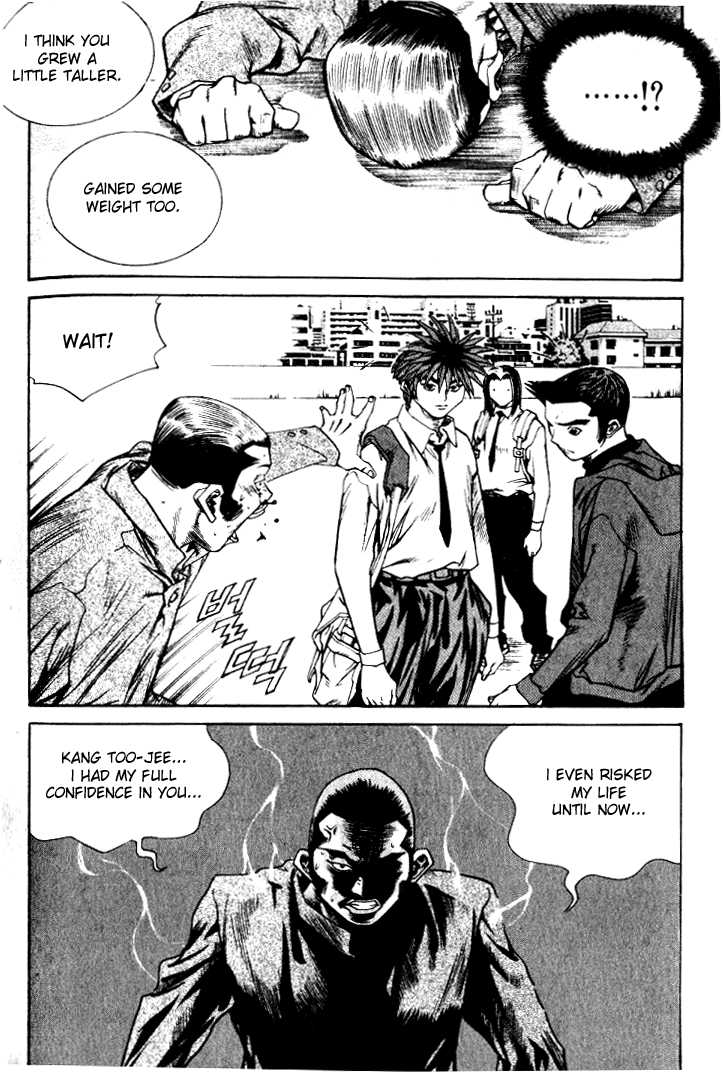 I THINK YOU
GREW A
LITTLE TALLER.
……!?
GAINED SOME
WEIGHT TOO.
WAIT!
KANG TOO-JEE...
I HAD MY FULL
CONFIDENCE IN YOU...
I EVEN RISKED
MY LIFE
UNTIL NOW...